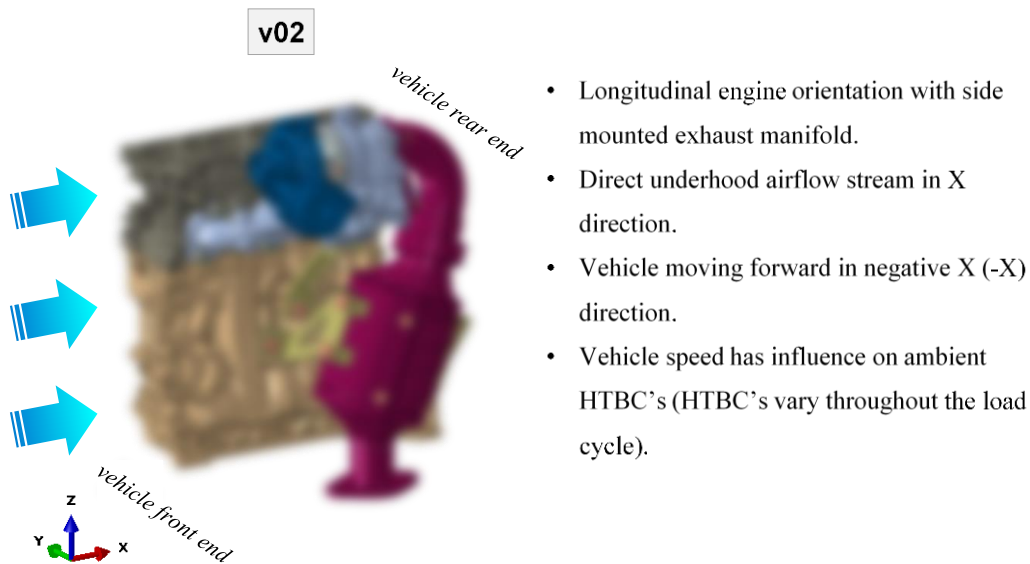 v02
vehicle rear end
• Longitudinal engine orientation with side
mounted exhaust manifold.
• Direct underhood airflow stream in X
direction.
• Vehicle moving forward in negative X (-X)
direction.
• Vehicle speed has influence on ambient
HTBC's (HTBC's vary throughout the load
cycle).
vehicle front end
Z
Y
X